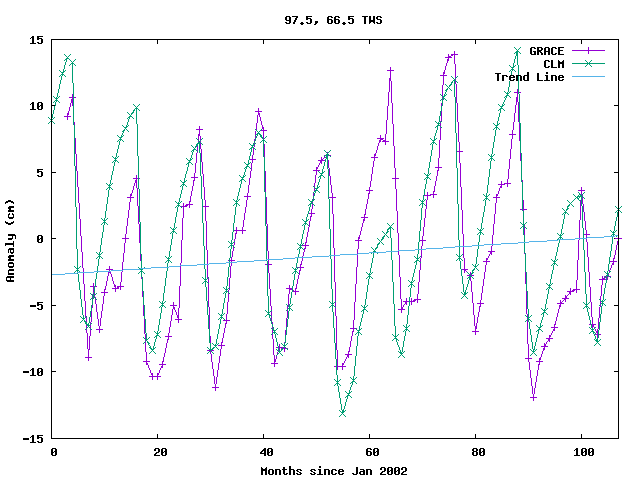 97.5, 66.5 TWS
GRACE
CLM
Trend Line
15
10
5
0
-5
-10
-15
Anomaly (cm)
0 20 40 60 80 100
Months since Jan 2002